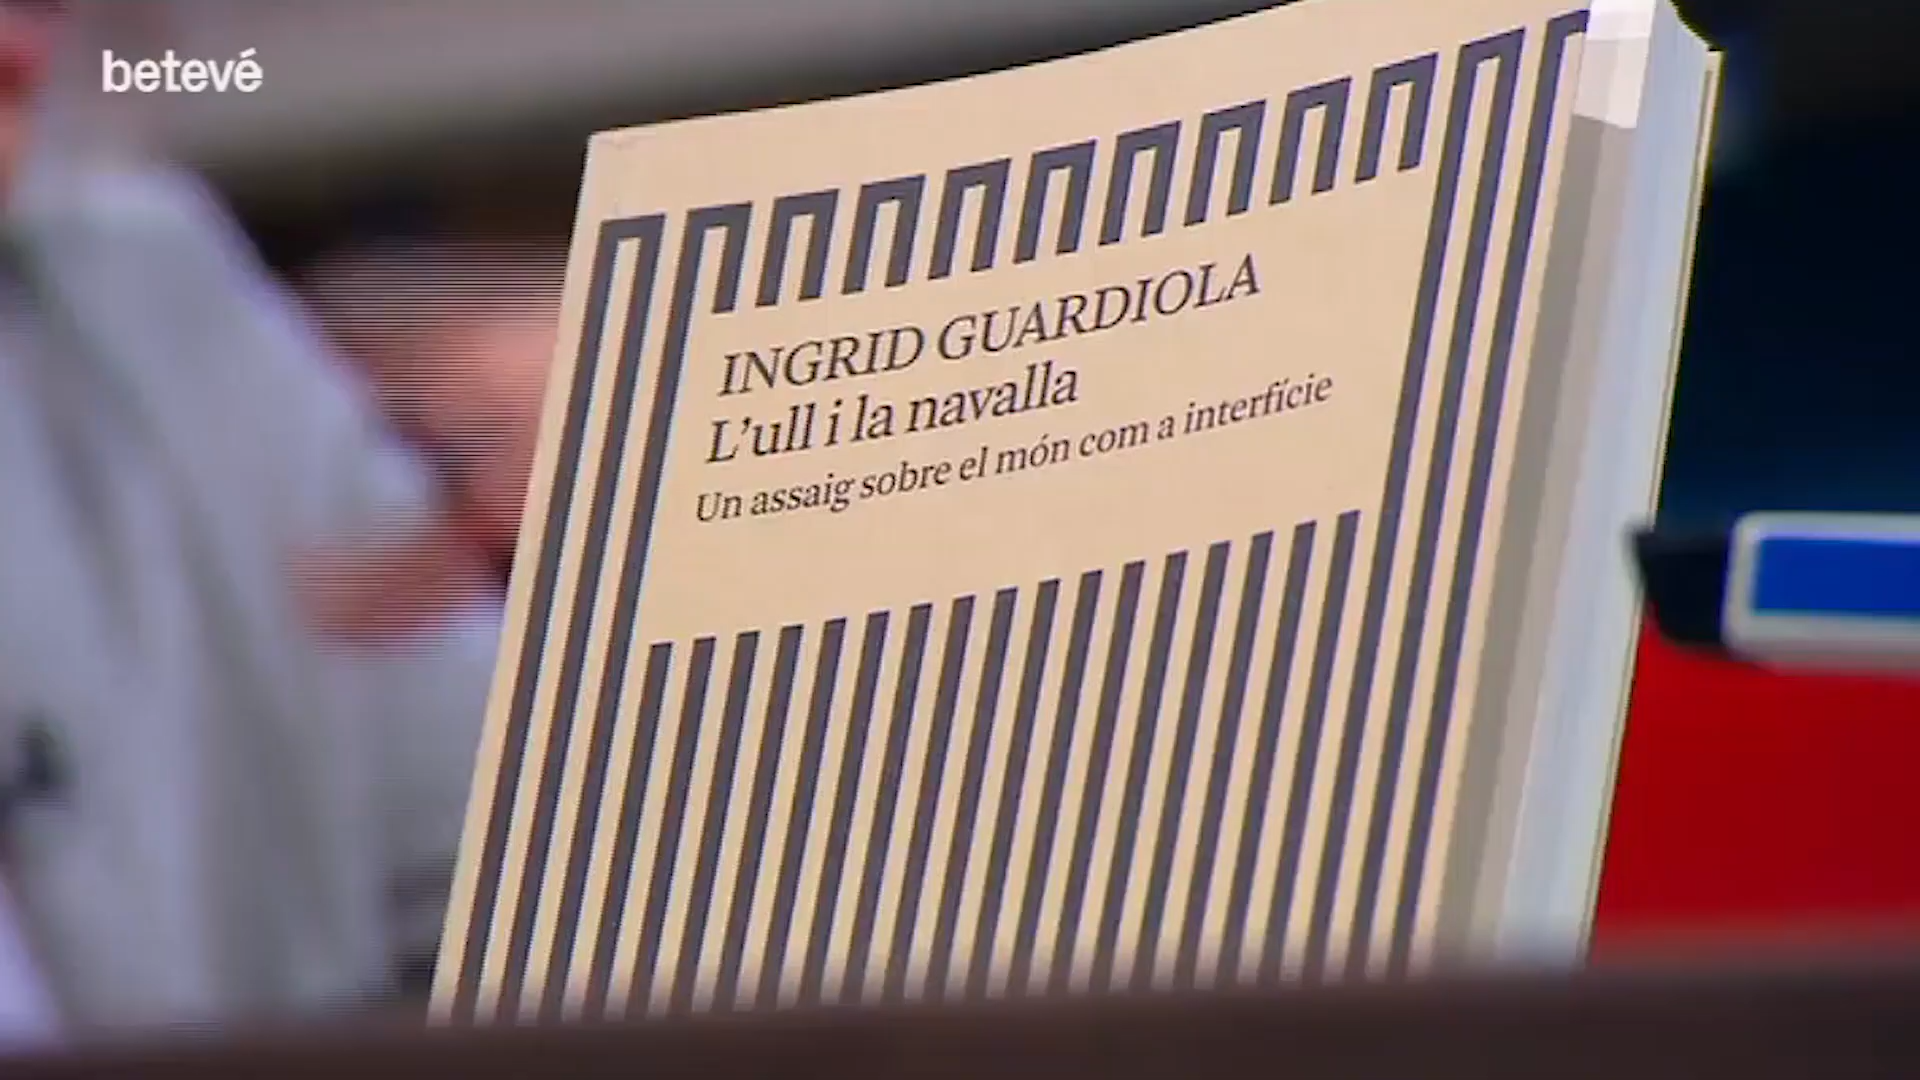 betevé
INGRID GUARDIOLA
L'ull i la navalla
Un assaig sobre el món com a interfície